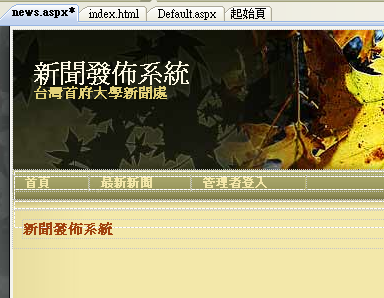 news.aspx* index.html Default.aspx 起始頁
新聞發佈系統
台灣首府大學新聞處
首頁 | 最新新聞 | 管理者登入 |
新聞發佈系統